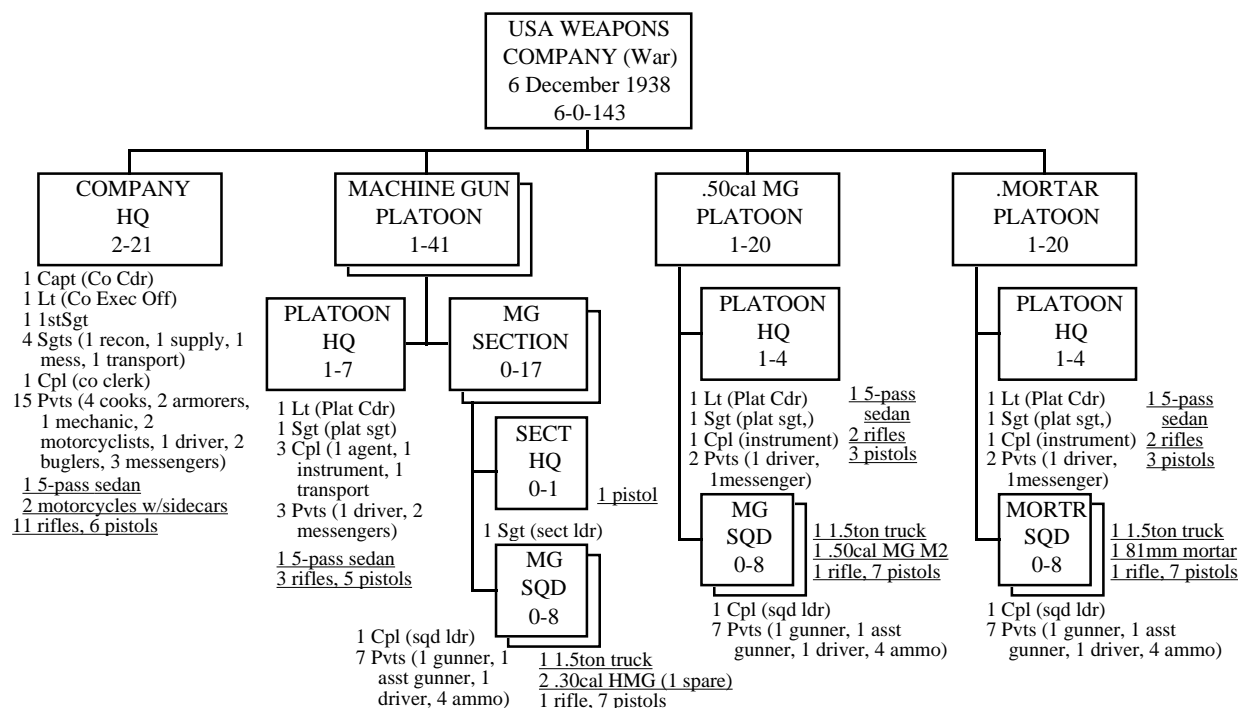 USA WEAPONS
COMPANY (War)
6 December 1938
6-0-143
COMPANY
HQ
2-21
1 Capt (Co Cdr)
1 Lt (Co Exec Off)
1 1stSgt
4 Sgts (1 recon, 1 supply, 1
mess, 1 transport)
1 Cpl (co clerk)
15 Pvts (4 cooks, 2 armorers,
1 mechanic, 2
motorcyclists, 1 driver, 2
buglers, 3 messengers)
1 5-pass sedan
2 motorcycles w/sidecars
11 rifles, 6 pistols
MACHINE GUN
PLATOON
1-41
PLATOON
HQ
1-7
1 Lt (Plat Cdr)
1 Sgt (plat sgt)
3 Cpl (1 agent, 1
instrument, 1
transport
3 Pvts (1 driver, 2
messengers)
1 5-pass sedan
3 rifles, 5 pistols
MG
SECTION
0-17
SECT
HQ
0-1
1 pistol
1 Sgt (sect ldr)
MG
SQD
0-8
1 Cpl (sqd ldr)
7 Pvts (1 gunner, 1
asst gunner, 1
driver, 4 ammo)
1 1.5ton truck
2 .30cal HMG (1 spare)
1 rifle, 7 pistols
.50cal MG
PLATOON
1-20
PLATOON
HQ
1-4
1 Lt (Plat Cdr)
1 Sgt (plat sgt,)
1 Cpl (instrument)
2 Pvts (1 driver,
1messenger)
1 5-pass
sedan
2 rifles
3 pistols
MG
SQD
0-8
1 1.5ton truck
1 .50cal MG M2
1 rifle, 7 pistols
1 Cpl (sqd ldr)
7 Pvts (1 gunner, 1 asst
gunner, 1 driver, 4 ammo)
.MORTAR
PLATOON
1-20
PLATOON
HQ
1-4
1 Lt (Plat Cdr)
1 Sgt (plat sgt,)
1 Cpl (instrument)
2 Pvts (1 driver,
1messenger)
1 5-pass
sedan
2 rifles
3 pistols
MORTR
SQD
0-8
1 1.5ton truck
1 81mm mortar
1 rifle, 7 pistols
1 Cpl (sqd ldr)
7 Pvts (1 gunner, 1 asst
gunner, 1 driver, 4 ammo)